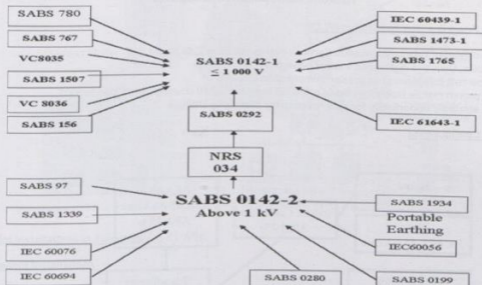 SABS 780
SABS 767
VC8035
SABS 1507
VC 8036
SABS 156
SABS 0142-1
≤ 1 000 V
IEC 60439-1
SABS 1473-1
SABS 1765
IEC 61643-1
SABS 0292
NRS
034
SABS 97
SABS 1339
IEC 60076
IEC 60694
SABS 0142-2
Above 1 kV
SABS 1934
Portable
Earthing
IEC60056
SABS 0280
SABS 0199